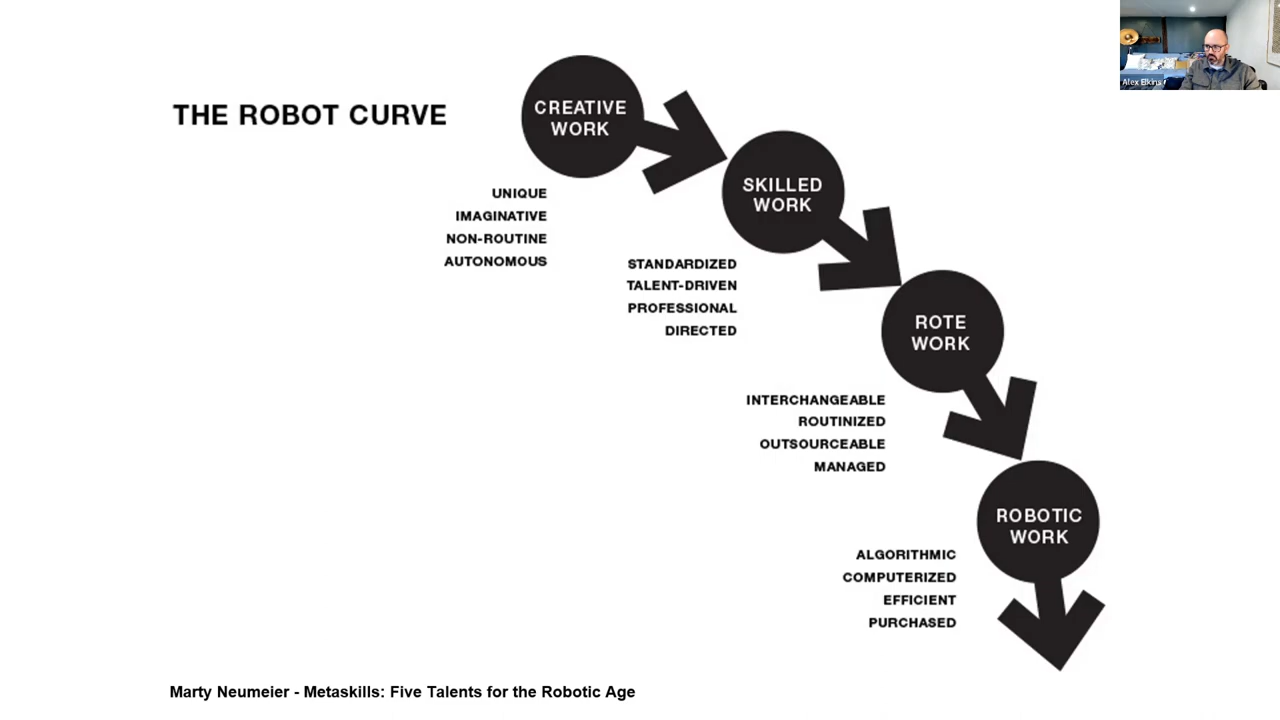 Alex Elkins
THE ROBOT CURVE
CREATIVE
WORK
UNIQUE
IMAGINATIVE
NON-ROUTINE
AUTONOMOUS
SKILLED
WORK
STANDARDIZED
TALENT-DRIVEN
PROFESSIONAL
DIRECTED
ROTE
WORK
INTERCHANGEABLE
ROUTINIZED
OUTSOURCEABLE
MANAGED
ROBOTIC
WORK
ALGORITHMIC
COMPUTERIZED
EFFICIENT
PURCHASED
Marty Neumeier - Metaskills: Five Talents for the Robotic Age